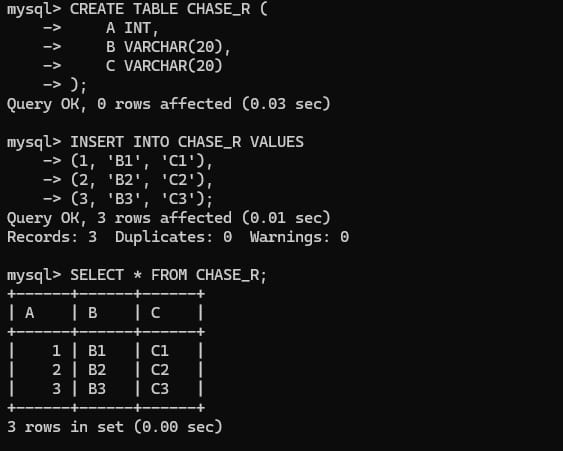 mysql> CREATE TABLE CHASE_R (
    ->     A INT,
    ->     B VARCHAR(20),
    ->     C VARCHAR(20)
    -> );
Query OK, 0 rows affected (0.03 sec)

mysql> INSERT INTO CHASE_R VALUES
    -> (1, 'B1', 'C1'),
    -> (2, 'B2', 'C2'),
    -> (3, 'B3', 'C3');
Query OK, 3 rows affected (0.01 sec)
Records: 3  Duplicates: 0  Warnings: 0

mysql> SELECT * FROM CHASE_R;
+------+------+------+
| A    | B    | C    |
+------+------+------+
|    1 | B1   | C1   |
|    2 | B2   | C2   |
|    3 | B3   | C3   |
+------+------+------+
3 rows in set (0.00 sec)